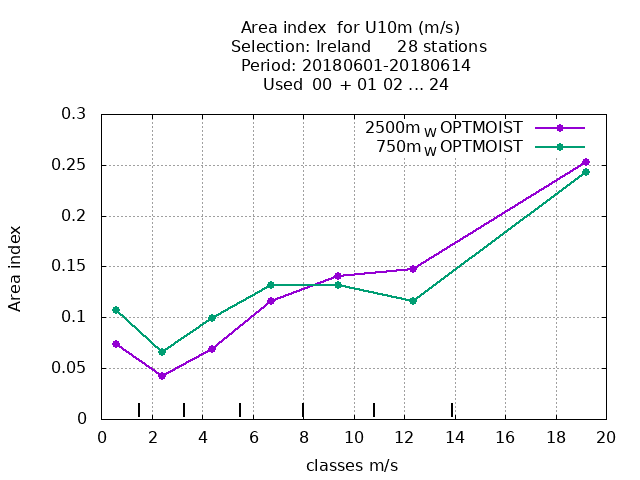 Area index for U10m (m/s)
Selection: Ireland 28 stations
Period: 20180601-20180614
Used 00 + 01 02 ... 24
2500m W OPTMOIST
750m W OPTMOIST
0.3
0.25
0.2
0.15
0.1
0.05
0
Area index
0 2 4 6 8 10 12 14 16 18 20
classes m/s